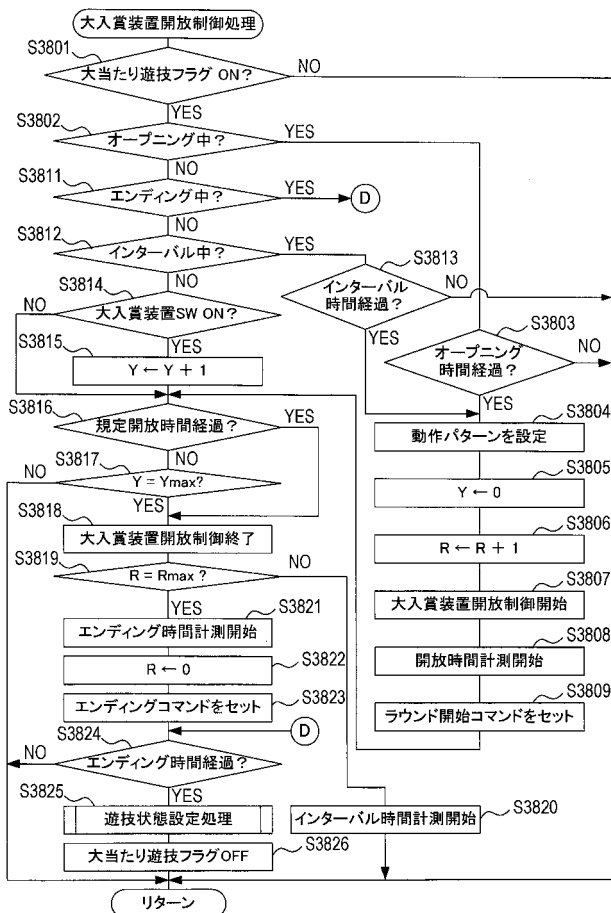 大入賞装置開放制御処理
S3801
大当たり遊技フラグ ON?
NO
YES
S3802
オープニング中?
YES
NO
S3811
エンディング中?
YES
D
NO
S3812
インターバル中?
YES
NO
S3813
インターバル
時間経過?
NO
YES
S3814
NO
大入賞装置SW ON?
YES
S3803
オープニング
時間経過?
NO
YES
S3815
Y ← Y + 1
S3816
規定開放時間経過?
YES
NO
S3804
動作パターンを設定
S3817
NO
Y = Ymax?
YES
S3805
Y ← 0
S3818
大入賞装置開放制御終了
S3806
R ← R + 1
S3819
R = Rmax ?
NO
YES
S3807
大入賞装置開放制御開始
S3821
エンディング時間計測開始
S3808
開放時間計測開始
R ← 0
S3822
S3809
ラウンド開始コマンドをセット
エンディングコマンドをセット
S3823
D
S3824
NO
エンディング時間経過?
YES
S3825
遊技状態設定処理
インターバル時間計測開始
S3820
大当たり遊技フラグOFF
S3826
リターン